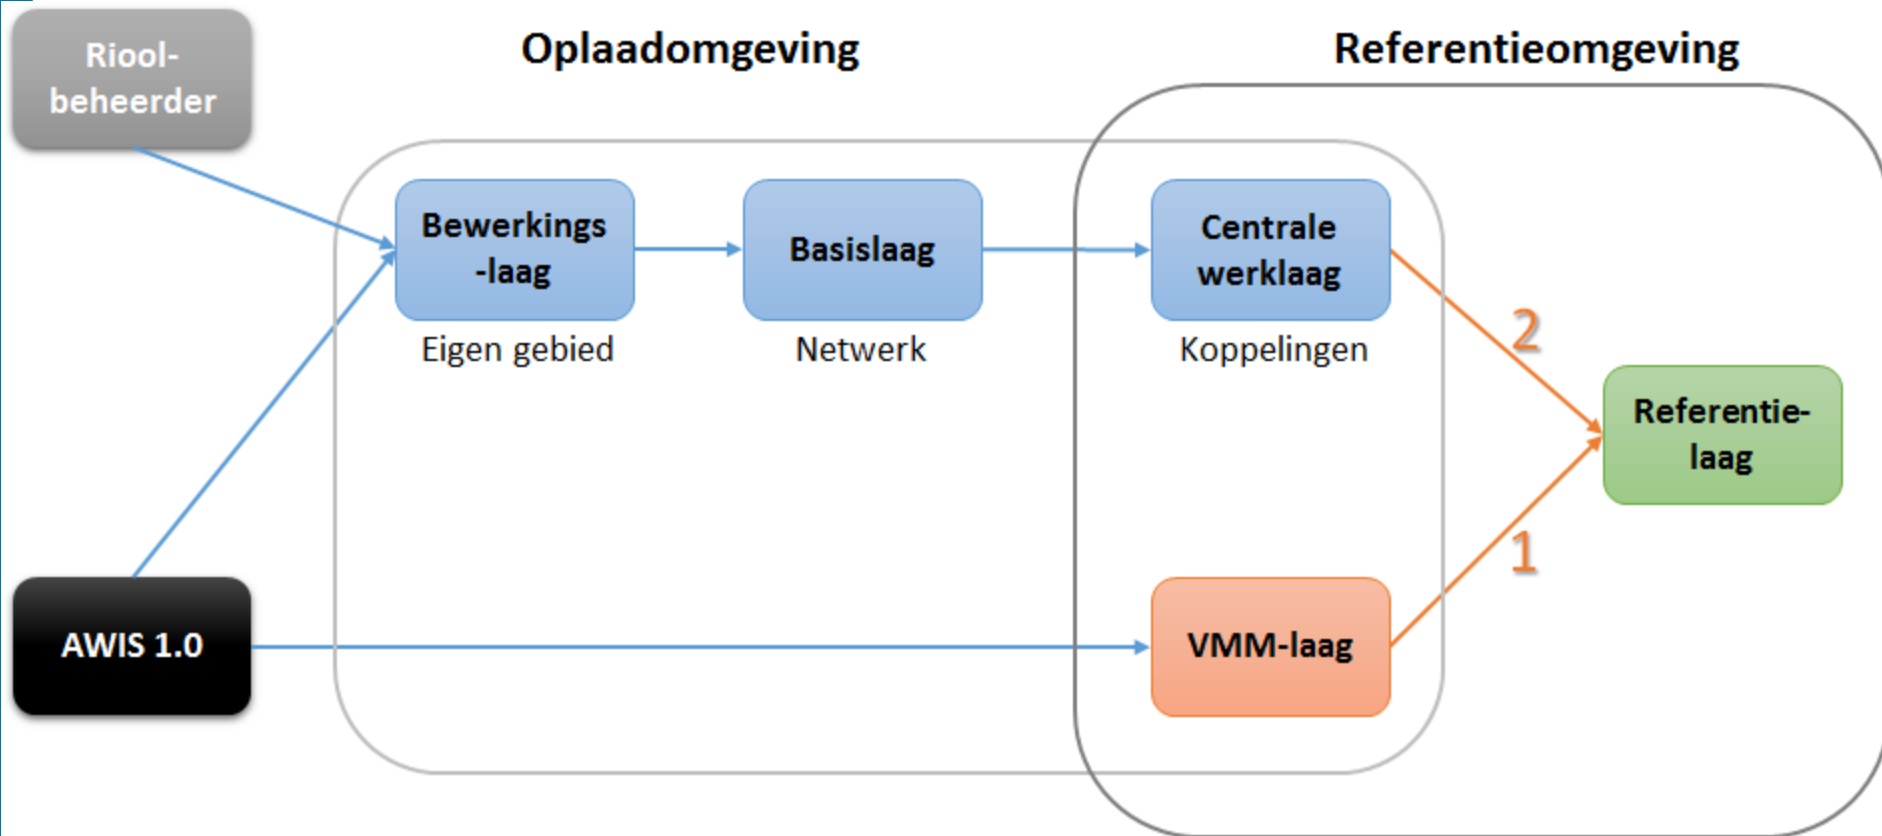 Riool-
beheerder
Oplaadomgeving
Referentieomgeving
Bewerkings
-laag
Eigen gebied
Basislaag
Netwerk
Centrale
werklaag
Koppelingen
2
Referentie-
laag
1
AWIS 1.0
VMM-laag